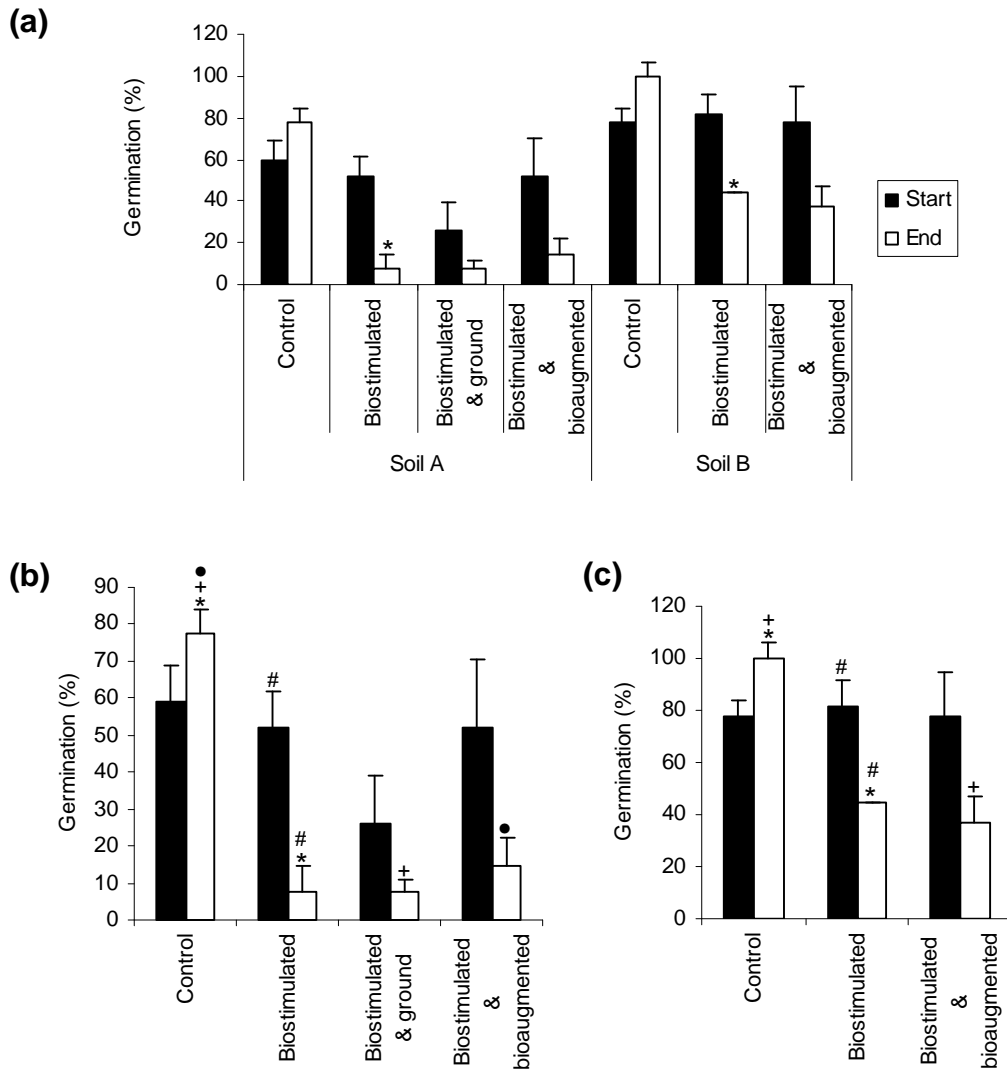 (a)
Germination (%)
120
100
80
60
40
20
0
*
*
Start
End
Control
Biostimulated
Biostimulated
& ground
Biostimulated
&
bioaugmented
Control
Biostimulated
Biostimulated
&
bioaugmented
Soil A
Soil B
(b)
Germination (%)
90
80
70
60
50
40
30
20
10
0
●
+
*
#
#
*
+
●
Control
Biostimulated
Biostimulated
& ground
Biostimulated
&
bioaugmented
(c)
Germination (%)
120
100
80
60
40
20
0
+
*
#
#
*
+
Control
Biostimulated
Biostimulated
&
bioaugmented